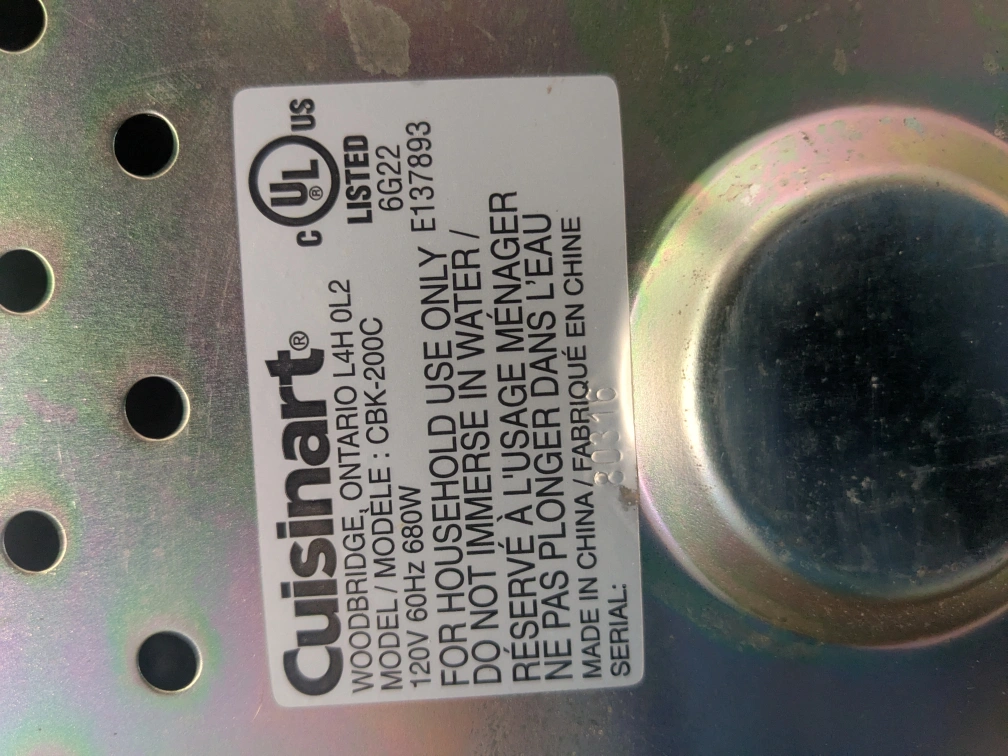 Cuisinart®
WOODBRIDGE, ONTARIO L4H 0L2
MODEL / MODELE : CBK-200C
120V 60Hz 680W
C UL® US
LISTED
6G22
E137893
FOR HOUSEHOLD USE ONLY
DO NOT IMMERSE IN WATER /
RÉSERVÉ À L'USAGE MÉNAGER
NE PAS PLONGER DANS L'EAU
MADE IN CHINA / FABRIQUÉ EN CHINE
SERIAL: